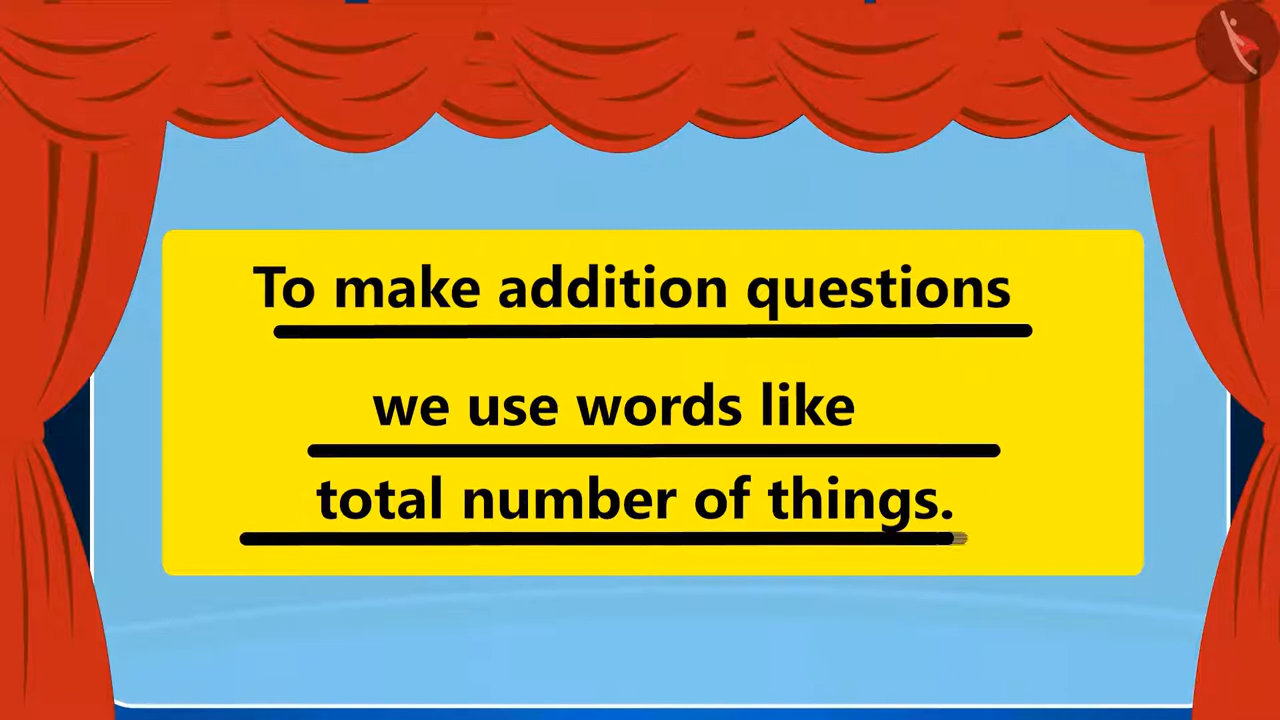 To make addition questions
we use words like
total number of things.